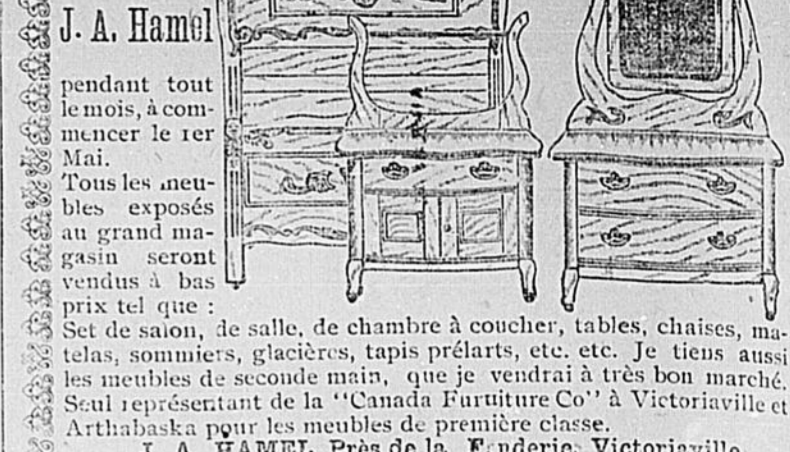 J. A. Hamel
pendant tout
le mois, à com-
mencer le 1er
Mai.
Tous les meu-
bles exposés
au grand ma-
gasin seront
vendus à bas
prix tel que :
Set de salon, de salle, de chambre à coucher, tables, chaises, ma-
telas, sommiers, glacières, tapis prélarts, etc. etc. Je tiens aussi
les meubles de seconde main, que je vendrai à très bon marché.
Seul représentant de la "Canada Furuiture Co" à Victoriaville et
Arthabaska pour les meubles de première classe.
J. A. HAMEL Près de la Fonderie Victoriaville